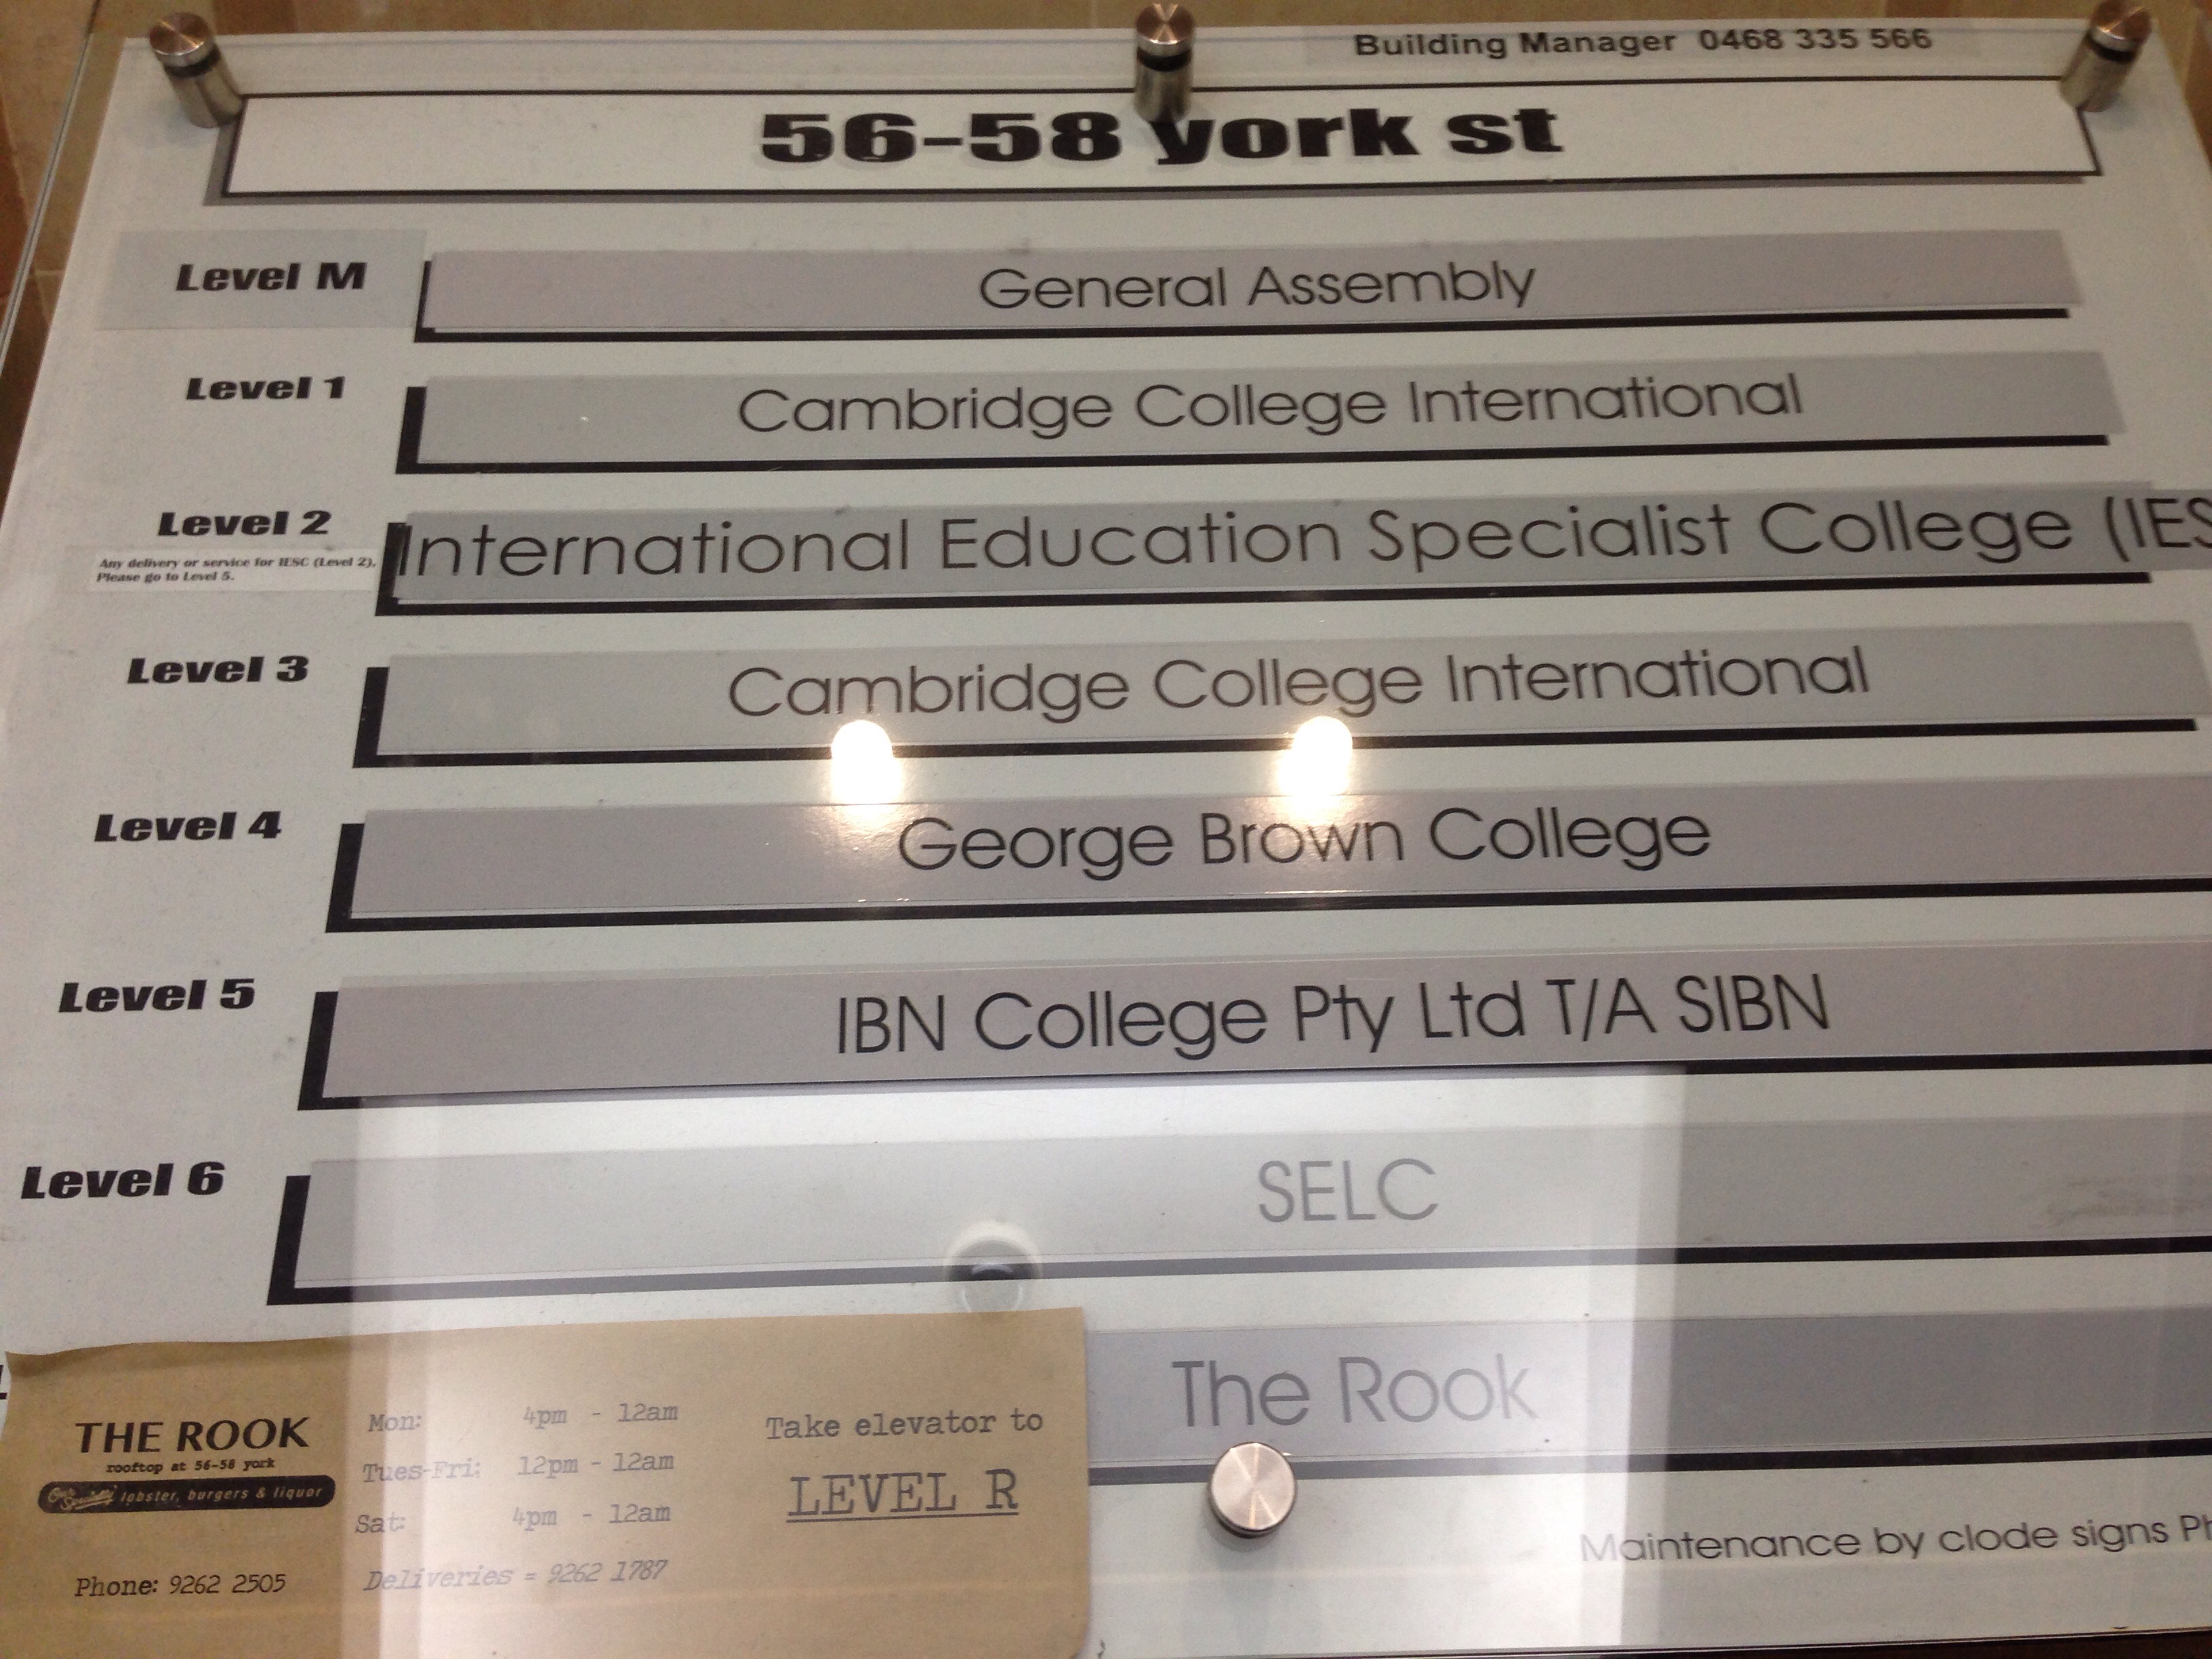 Building Manager 0468 335 566
56-58 york st
Level M
General Assembly
Level 1
Cambridge College International
Level 2
Any delivery or service for IESC (Level 2),
Please go to Level 5.
International Education Specialist College (IES
Level 3
Cambridge College International
Level 4
George Brown College
Level 5
IBN College Pty Ltd T/A SIBN
Level 6
SELC
The Rook
THE ROOK
rooftop at 56-58 york
Our Specialty lobster, burgers & liquor
Phone: 9262 2505
Mon: 4pm - 12am
Tues-Fri: 12pm - 12am
Sat: 4pm - 12am
Deliveries = 9262 1787
Take elevator to
LEVEL R
Maintenance by clode signs Ph